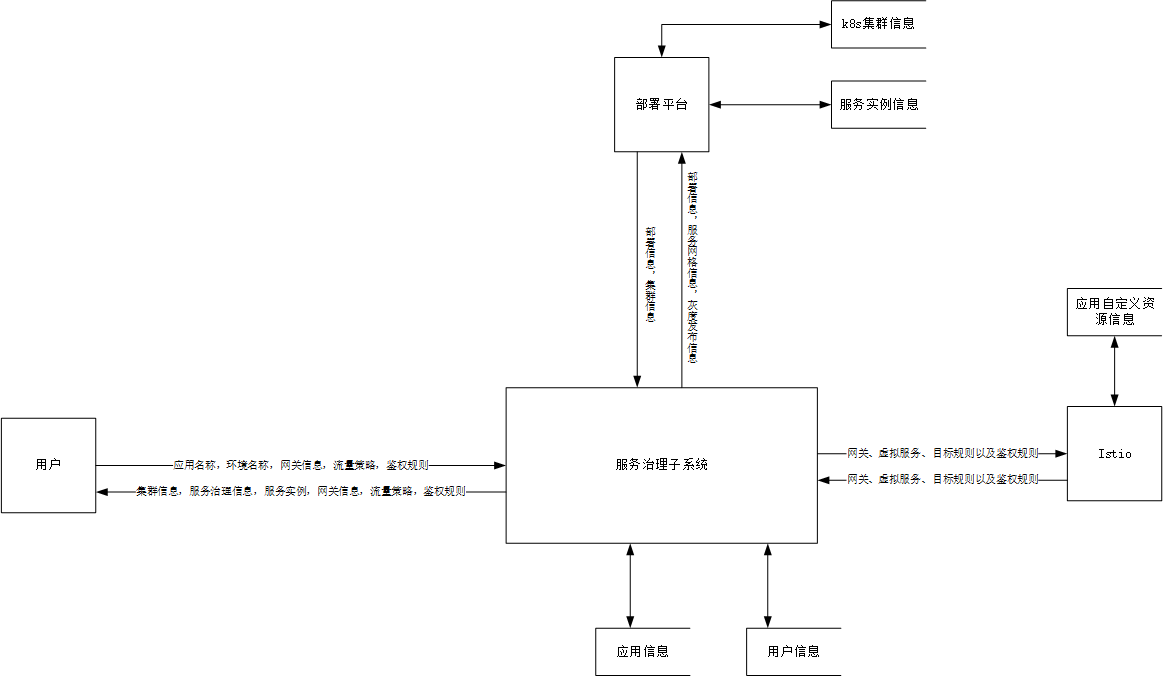 k8s集群信息
部署平台
服务实例信息
部署信息，集群信息
部署信息，服务网格信息，灰度发布信息
应用自定义资
源信息
用户
应用名称，环境名称，网关信息，流量策略，鉴权规则
集群信息，服务治理信息，服务实例，网关信息，流量策略，鉴权规则
服务治理子系统
网关、虚拟服务、目标规则以及鉴权规则
网关、虚拟服务、目标规则以及鉴权规则
Istio
应用信息
用户信息